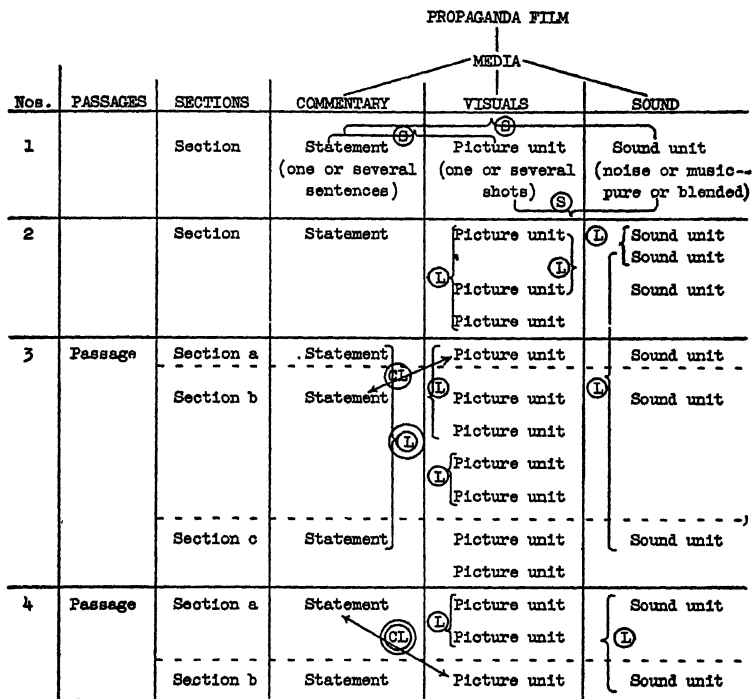 PROPAGANDA FILM
MEDIA
Nos. PASSAGES SECTIONS COMMENTARY VISUALS SOUND
S
S
1 Section Statement Picture unit Sound unit
(one or several (one or several (noise or music--
sentences) shots) pure or blended)
S
2 Section Statement Picture unit L Sound unit
Sound unit
L L
Picture unit Sound unit
Picture unit
3 Passage Section a .Statement Picture unit Sound unit
CL
Section b Statement L Picture unit L Sound unit
Picture unit
L
Picture unit
L
Picture unit
Section c Statement Picture unit Sound unit
Picture unit
4 Passage Section a Statement Picture unit Sound unit
L
CL Picture unit L
Section b Statement Picture unit Sound unit